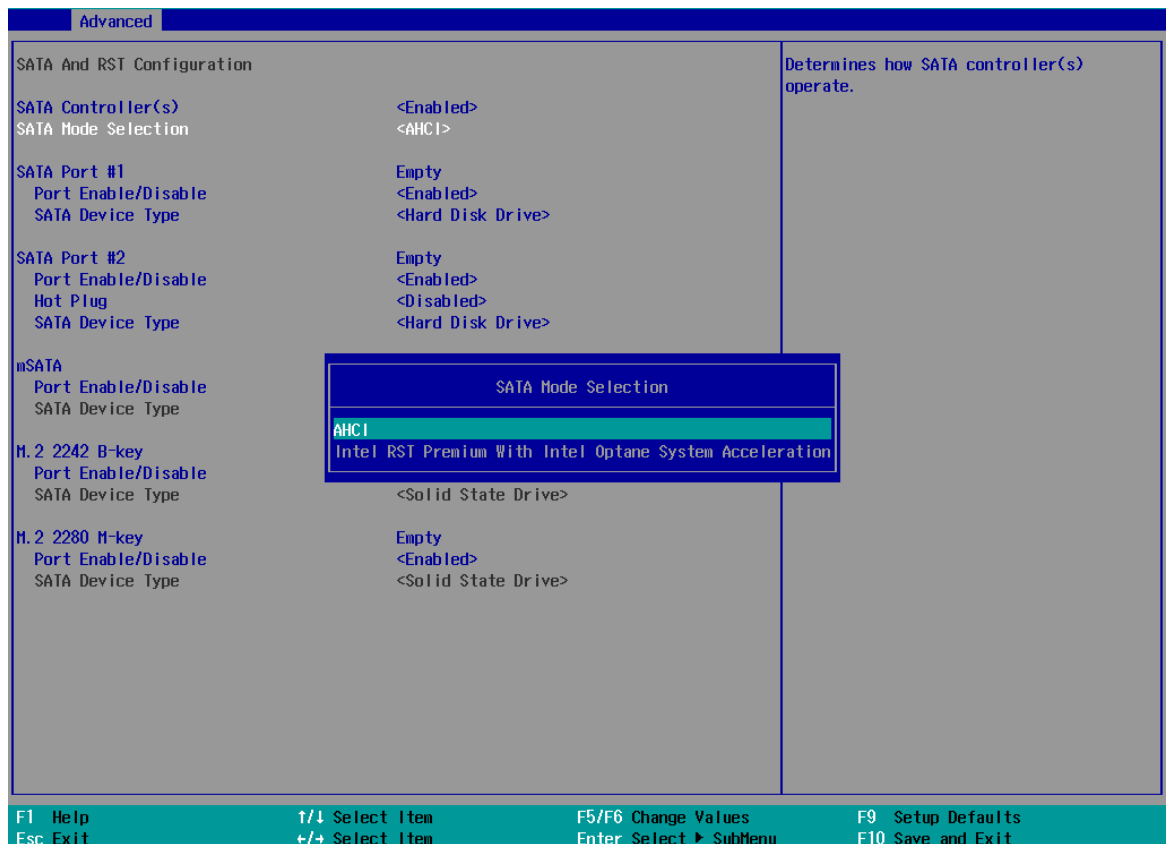 Advanced
SATA And RST Configuration
Determines how SATA controller(s)
operate.
SATA Controller(s) <Enabled>
SATA Mode Selection <AHCI>
SATA Port #1 Empty
Port Enable/Disable <Enabled>
SATA Device Type <Hard Disk Drive>
SATA Port #2 Empty
Port Enable/Disable <Enabled>
Hot Plug <Disabled>
SATA Device Type <Hard Disk Drive>
mSATA
Port Enable/Disable
SATA Device Type
SATA Mode Selection
AHCI
Intel RST Premium With Intel Optane System Acceleration
M.2 2242 B-key
Port Enable/Disable
SATA Device Type <Solid State Drive>
M.2 2280 M-key Empty
Port Enable/Disable <Enabled>
SATA Device Type <Solid State Drive>
F1 Help ↑/↓ Select Item F5/F6 Change Values F9 Setup Defaults
Esc Exit ←/→ Select Item Enter Select ▶ SubMenu F10 Save and Exit